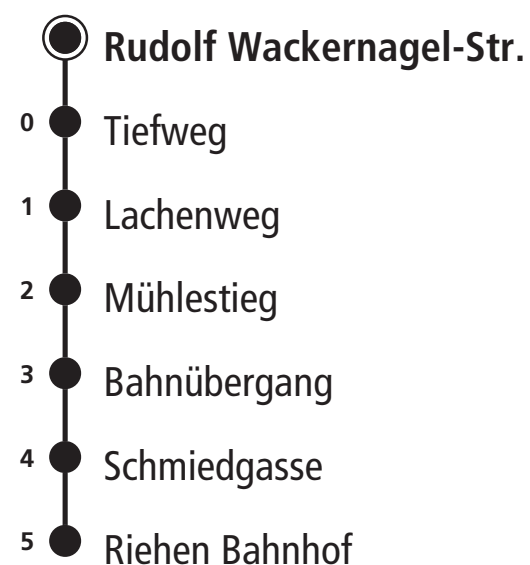 Rudolf Wackernagel-Str.
0 Tiefweg
1 Lachenweg
2 Mühlestieg
3 Bahnübergang
4 Schmiedgasse
5 Riehen Bahnhof